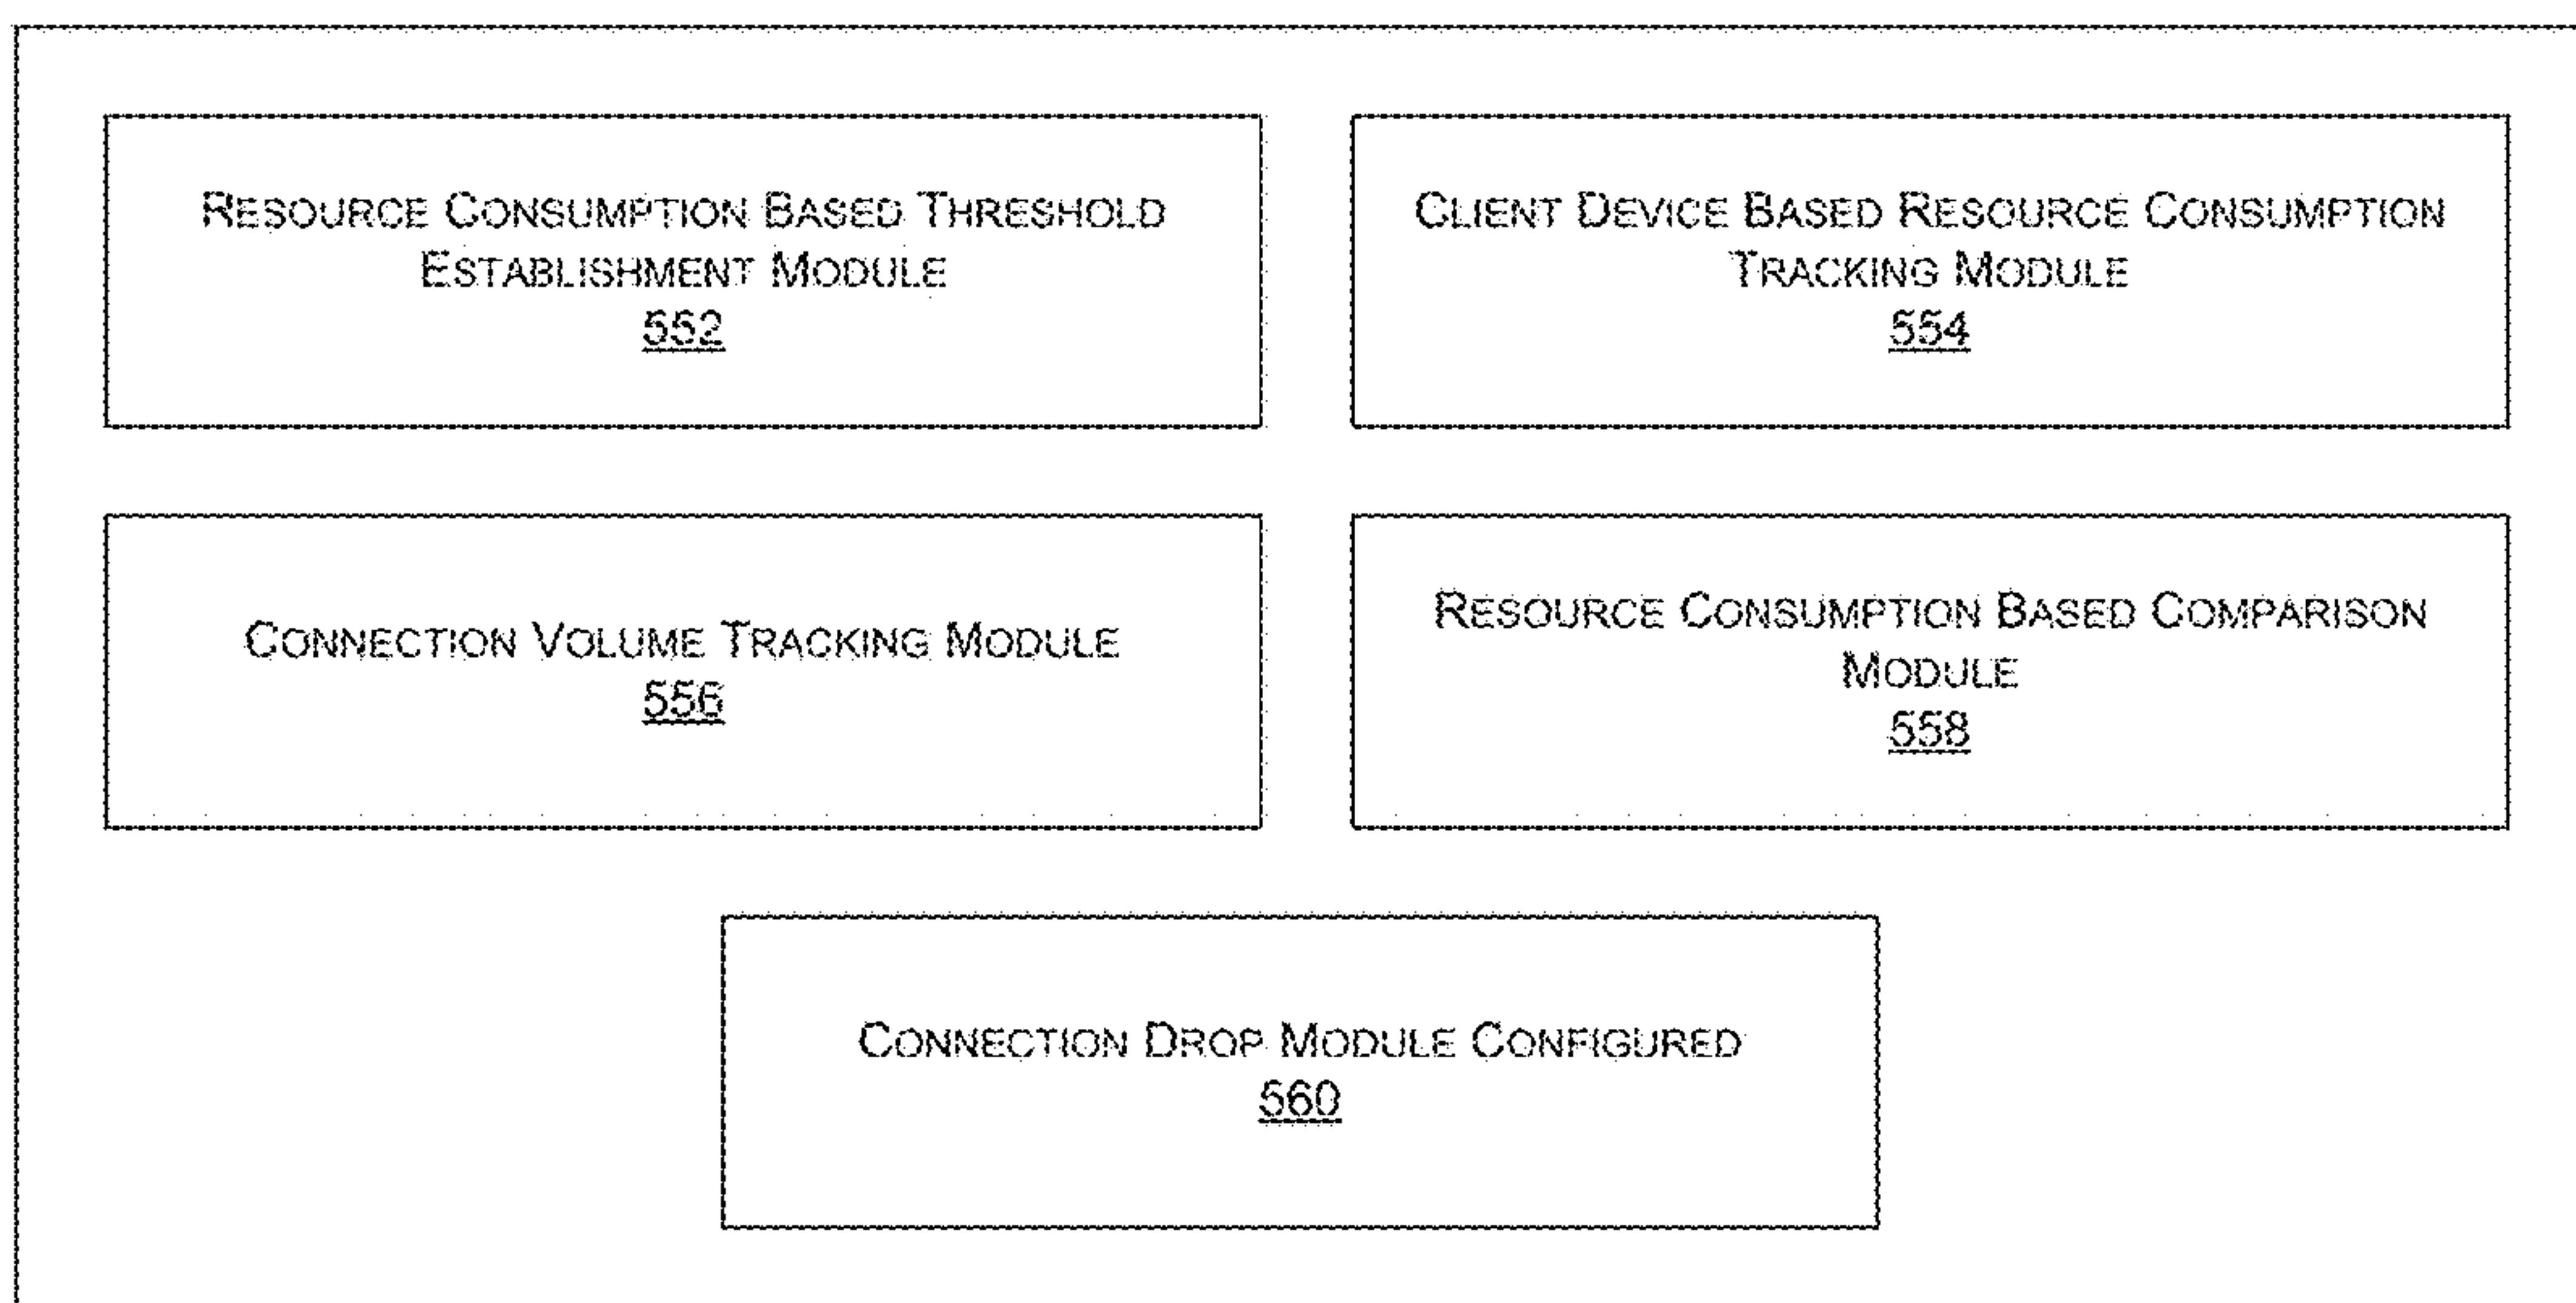 RESOURCE CONSUMPTION BASED THRESHOLD
ESTABLISHMENT MODULE
552
CLIENT DEVICE BASED RESOURCE CONSUMPTION
TRACKING MODULE
554
CONNECTION VOLUME TRACKING MODULE
556
RESOURCE CONSUMPTION BASED COMPARISON
MODULE
558
CONNECTION DROP MODULE CONFIGURED
560